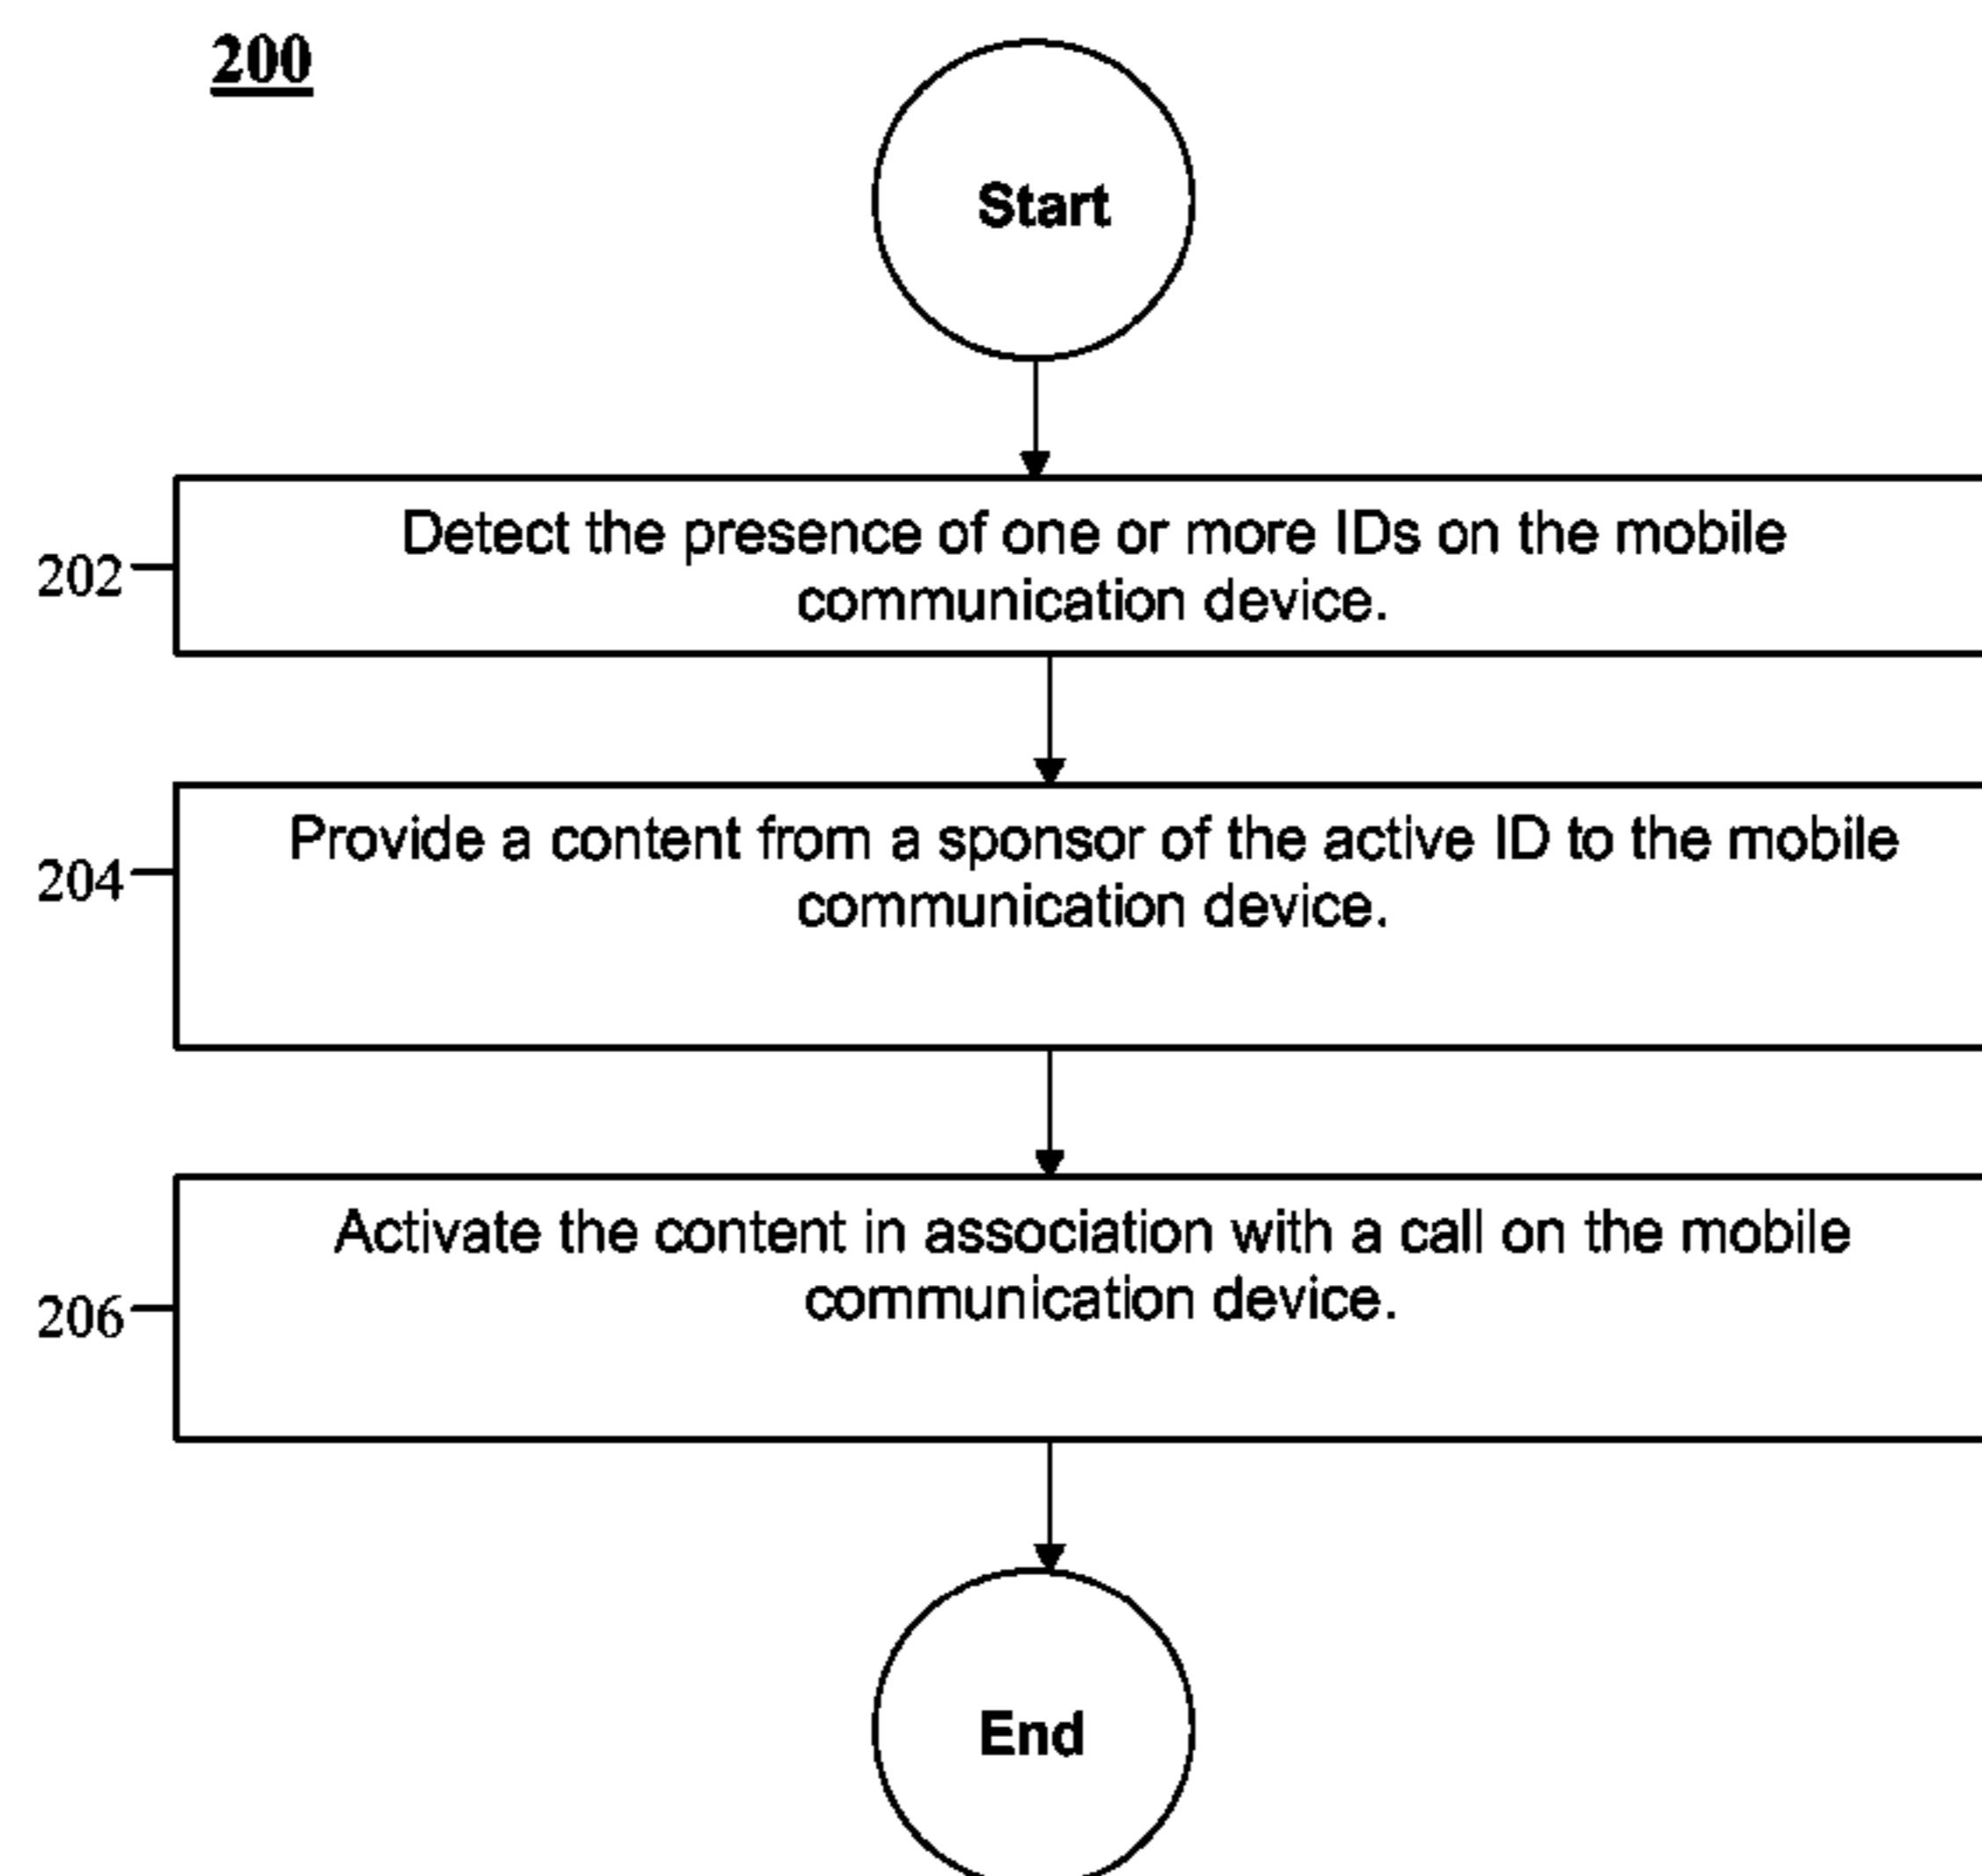 200
Start
202
Detect the presence of one or more IDs on the mobile
communication device.
204
Provide a content from a sponsor of the active ID to the mobile
communication device.
206
Activate the content in association with a call on the mobile
communication device.
End